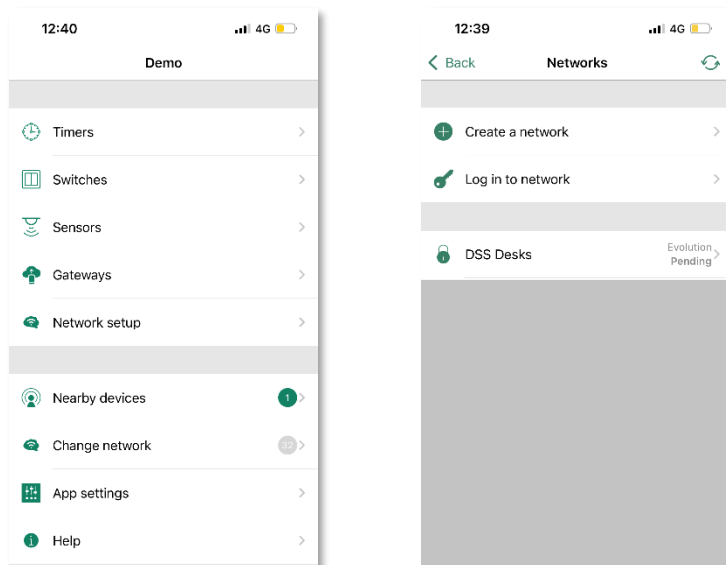 12:40
4G
Demo
Timers
Switches
Sensors
Gateways
Network setup
Nearby devices
1
Change network
32
App settings
Help
12:39
4G
Back
Networks
Create a network
Log in to network
DSS Desks
Evolution
Pending